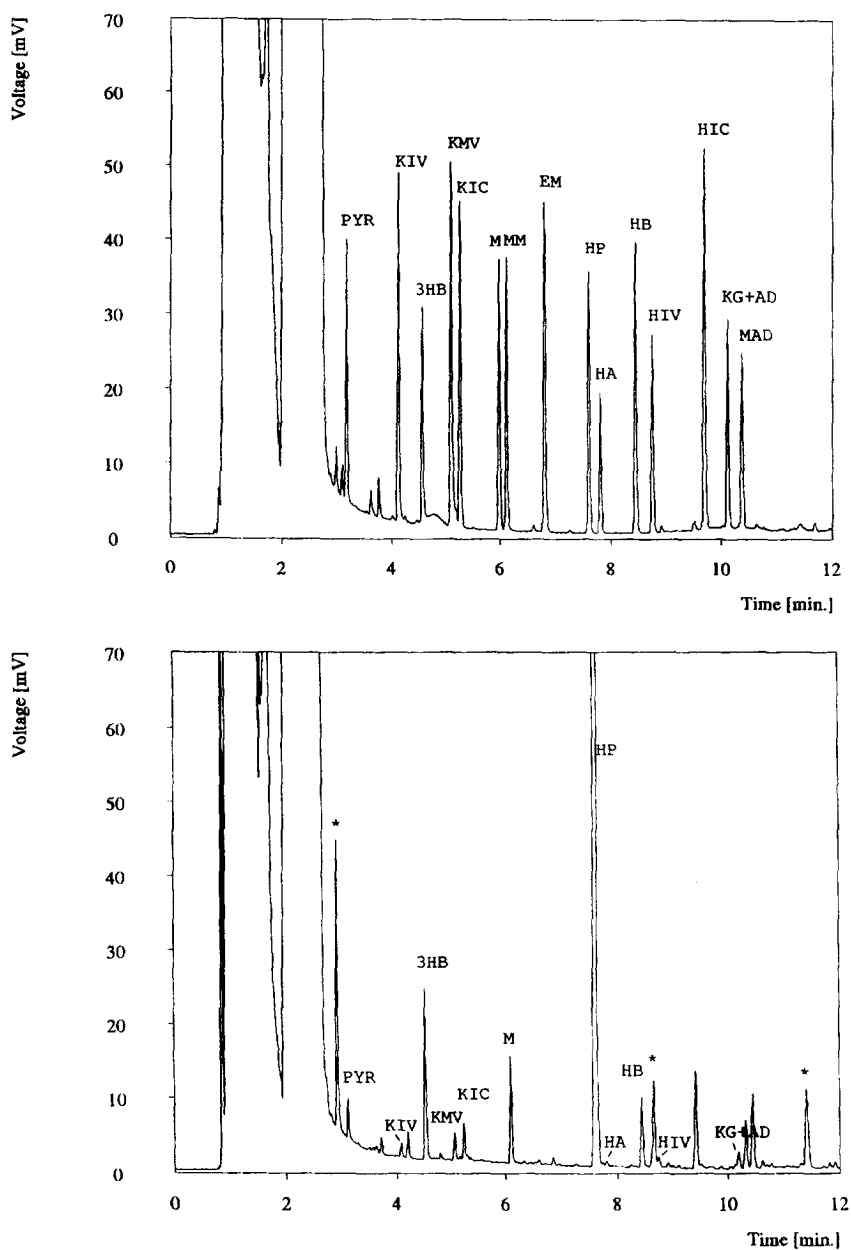 Voltage [mV]
70
60
50
40
30
20
10
0
PYR
KIV
3HB
KMV
KIC
M MM
EM
HP
HA
HB
HIV
HIC
KG+AD
MAD
0 2 4 6 8 10 12
Time [min.]
Voltage [mV]
70
60
50
40
30
20
10
0
*
PYR
KIV
3HB
KMV
KIC
M
HP
HA
HB
*
HIV
KG+AD
*
0 2 4 6 8 10 12
Time [min.]